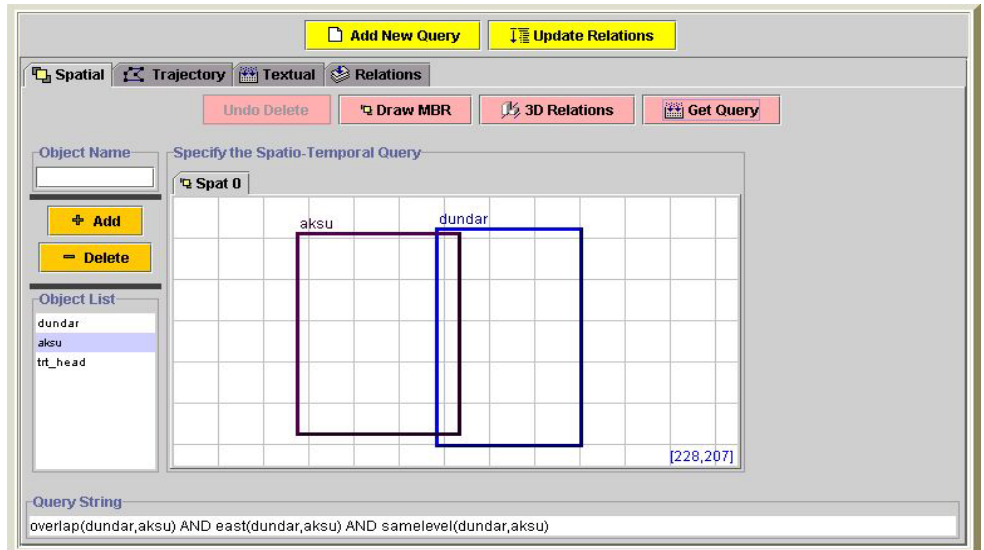 Add New Query Update Relations
Spatial Trajectory Textual Relations
Undo Delete Draw MBR 3D Relations Get Query
Object Name
Specify the Spatio-Temporal Query
Spat 0
Add
Delete
aksu
dundar
Object List
dundar
aksu
trt_head
[228,207]
Query String
overlap(dundar,aksu) AND east(dundar,aksu) AND samelevel(dundar,aksu)